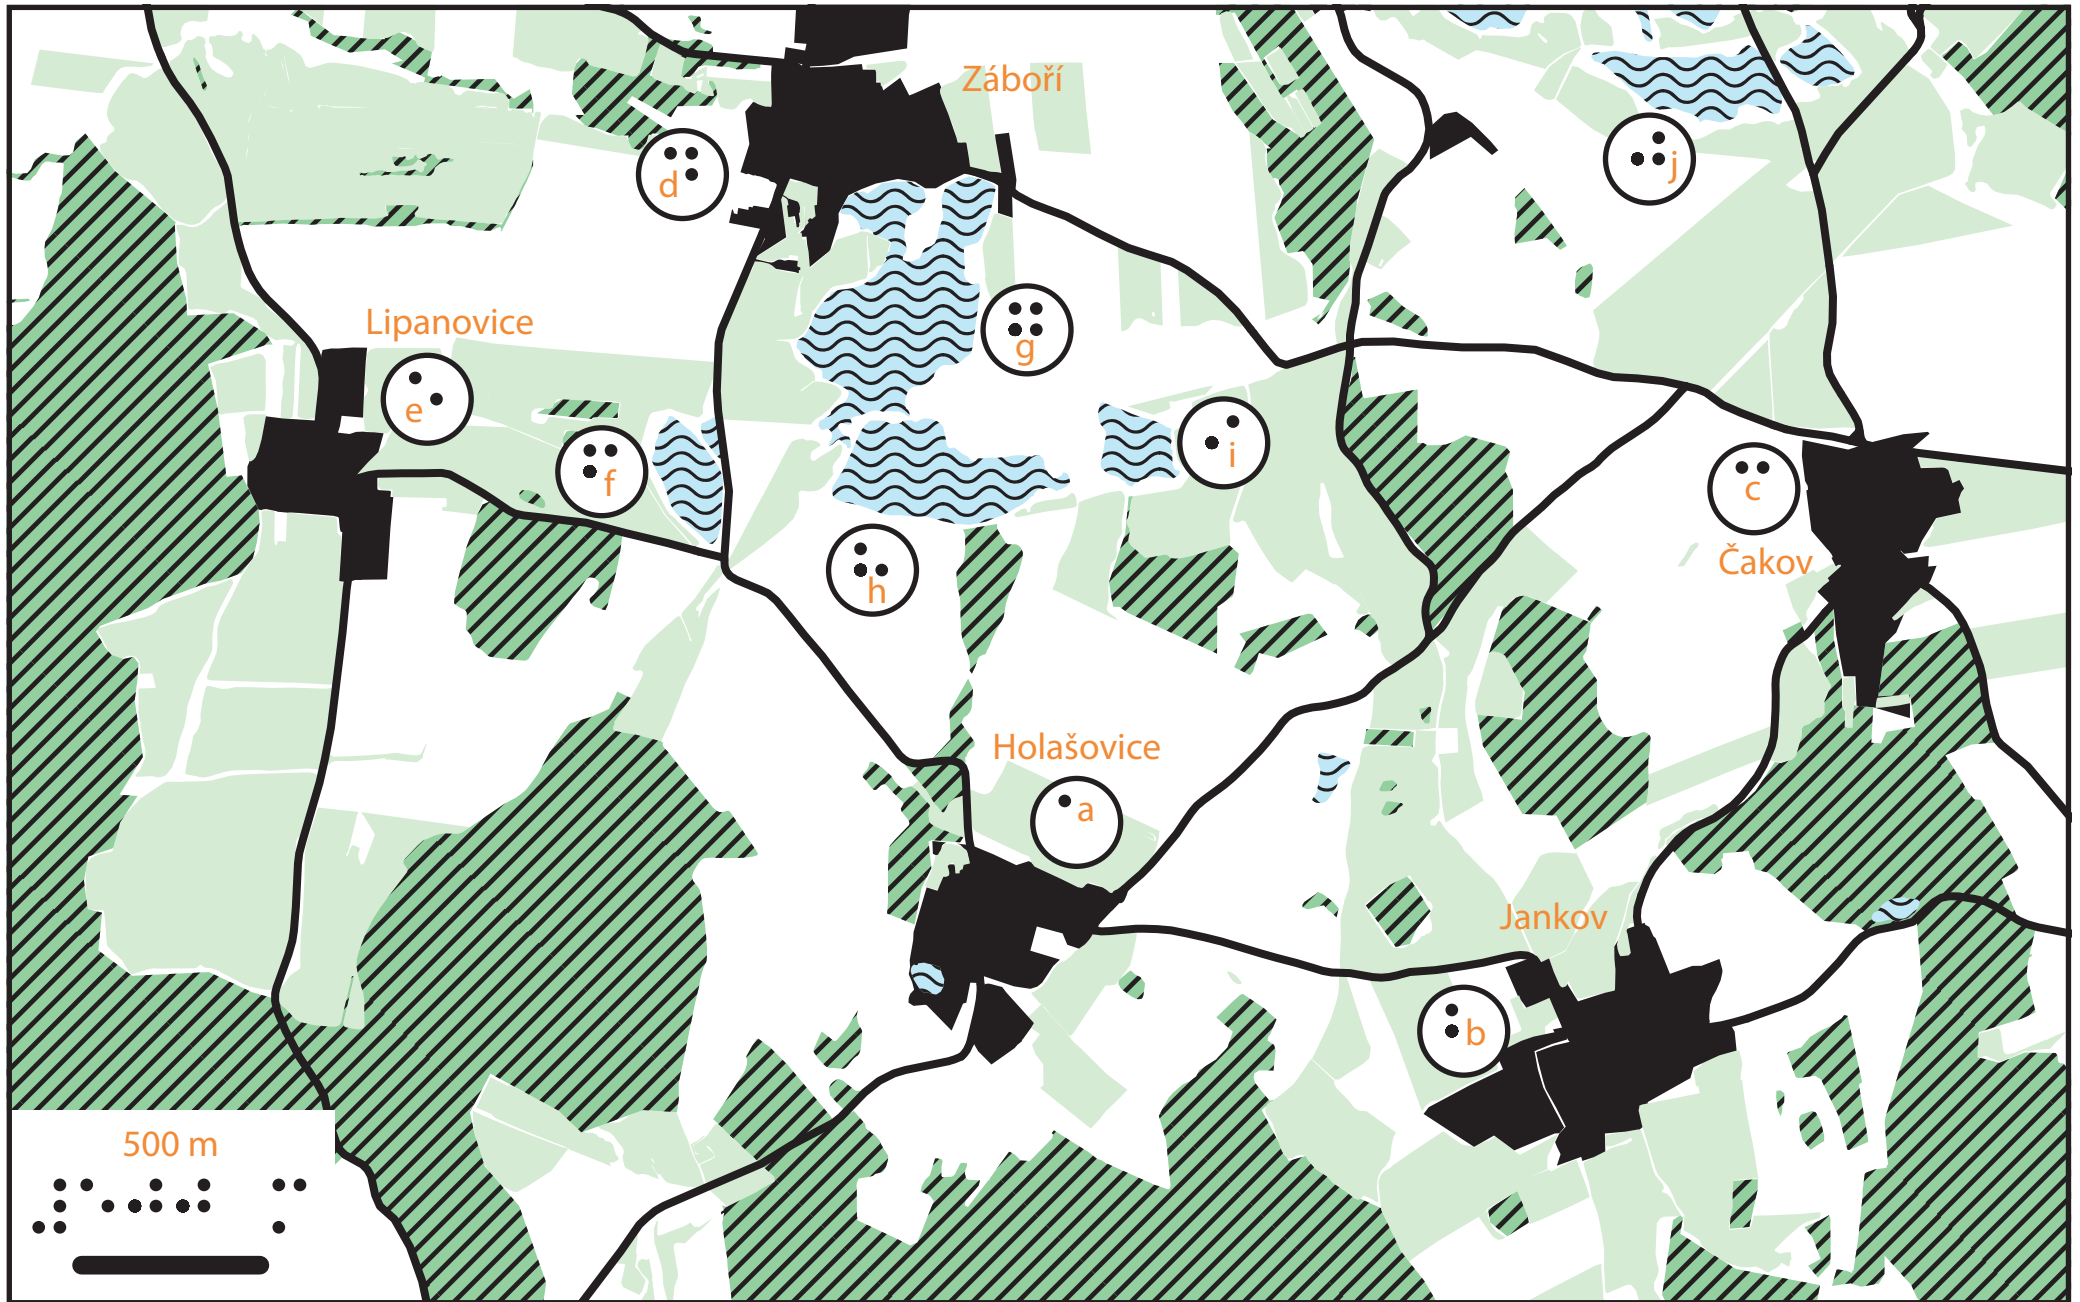 Záboří
d
j
Lipanovice
g
e
i
f
c
Čakov
h
Holašovice
a
Jankov
b
500 m
⠼⠑⠚⠚ ⠍